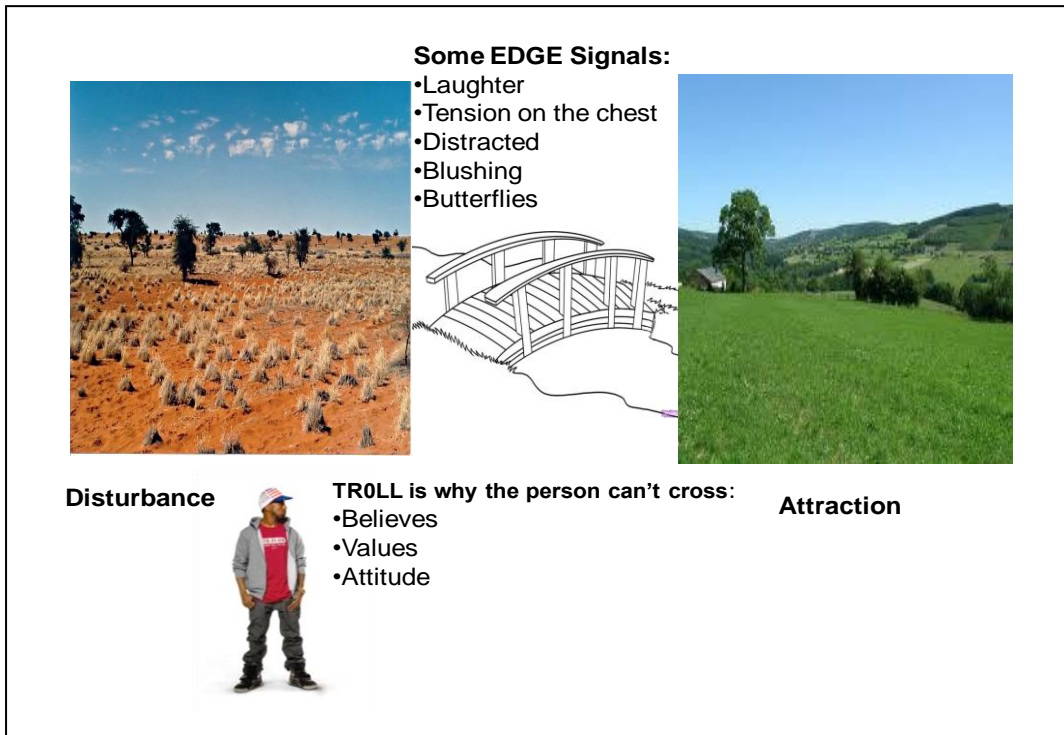 Some EDGE Signals:
•Laughter
•Tension on the chest
•Distracted
•Blushing
•Butterflies
Disturbance
TR0LL is why the person can’t cross:
•Believes
•Values
•Attitude
Attraction